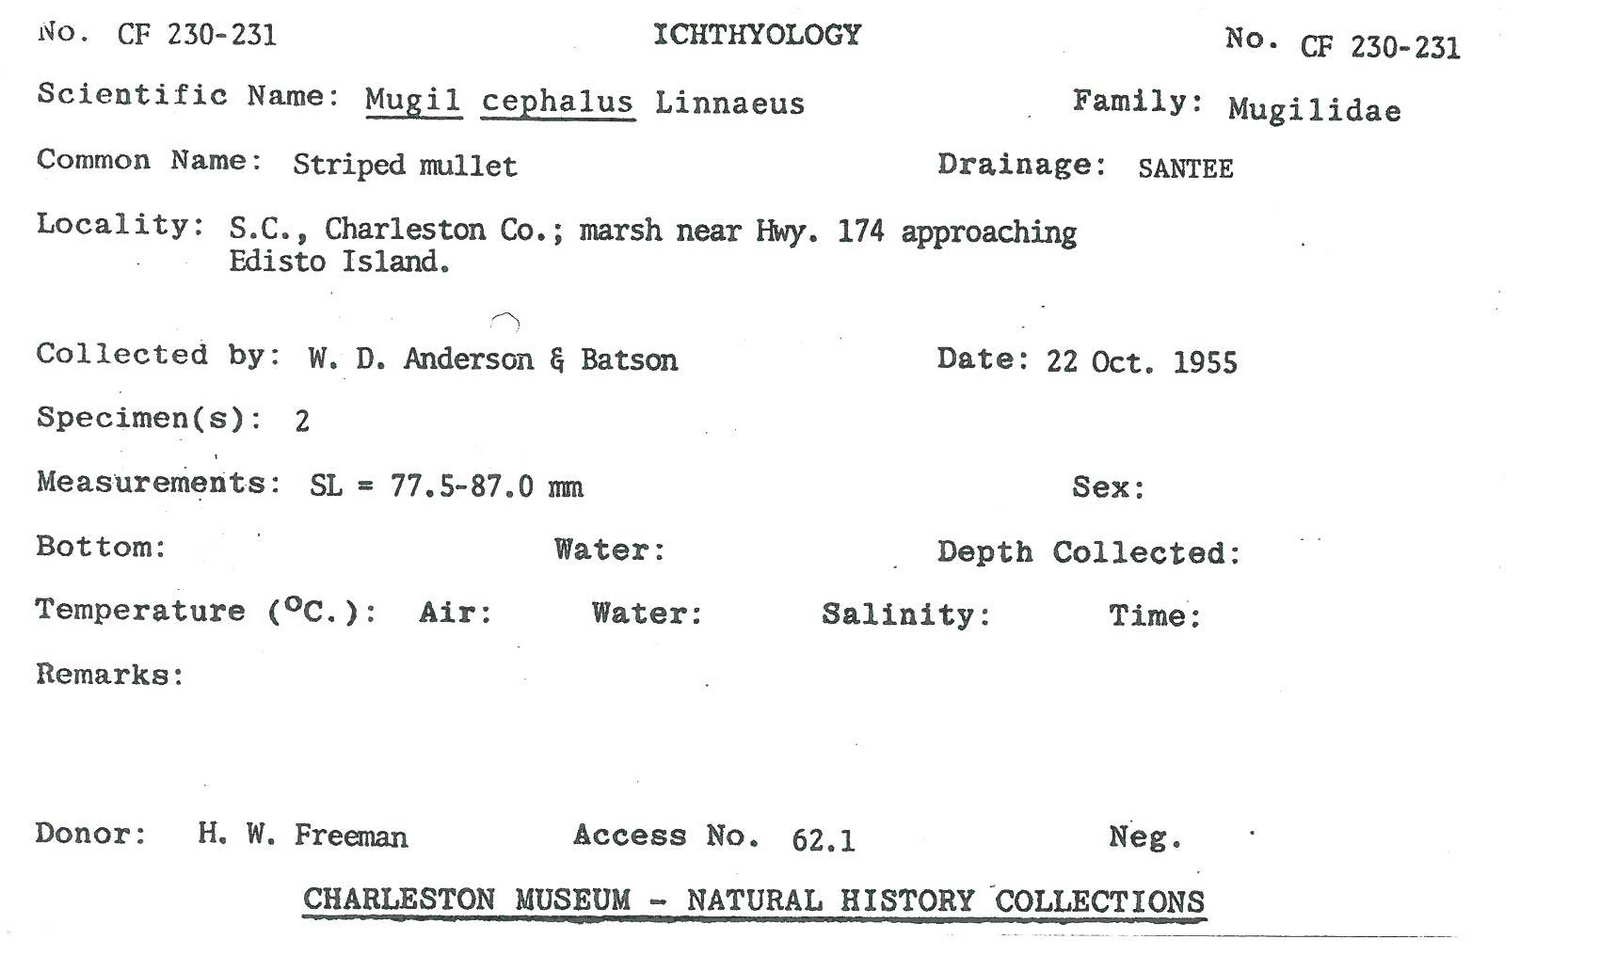 No. CF 230-231 ICHTHYOLOGY No. CF 230-231
Scientific Name: Mugil cephalus Linnaeus Family: Mugilidae
Common Name: Striped mullet Drainage: SANTEE
Locality: S.C., Charleston Co.; marsh near Hwy. 174 approaching
Edisto Island.
Collected by: W. D. Anderson & Batson Date: 22 Oct. 1955
Specimen(s): 2
Measurements: SL = 77.5-87.0 mm Sex:
Bottom: Water: Depth Collected:
Temperature (°C.): Air: Water: Salinity: Time:
Remarks:
Donor: H. W. Freeman Access No. 62.1 Neg.
CHARLESTON MUSEUM - NATURAL HISTORY COLLECTIONS